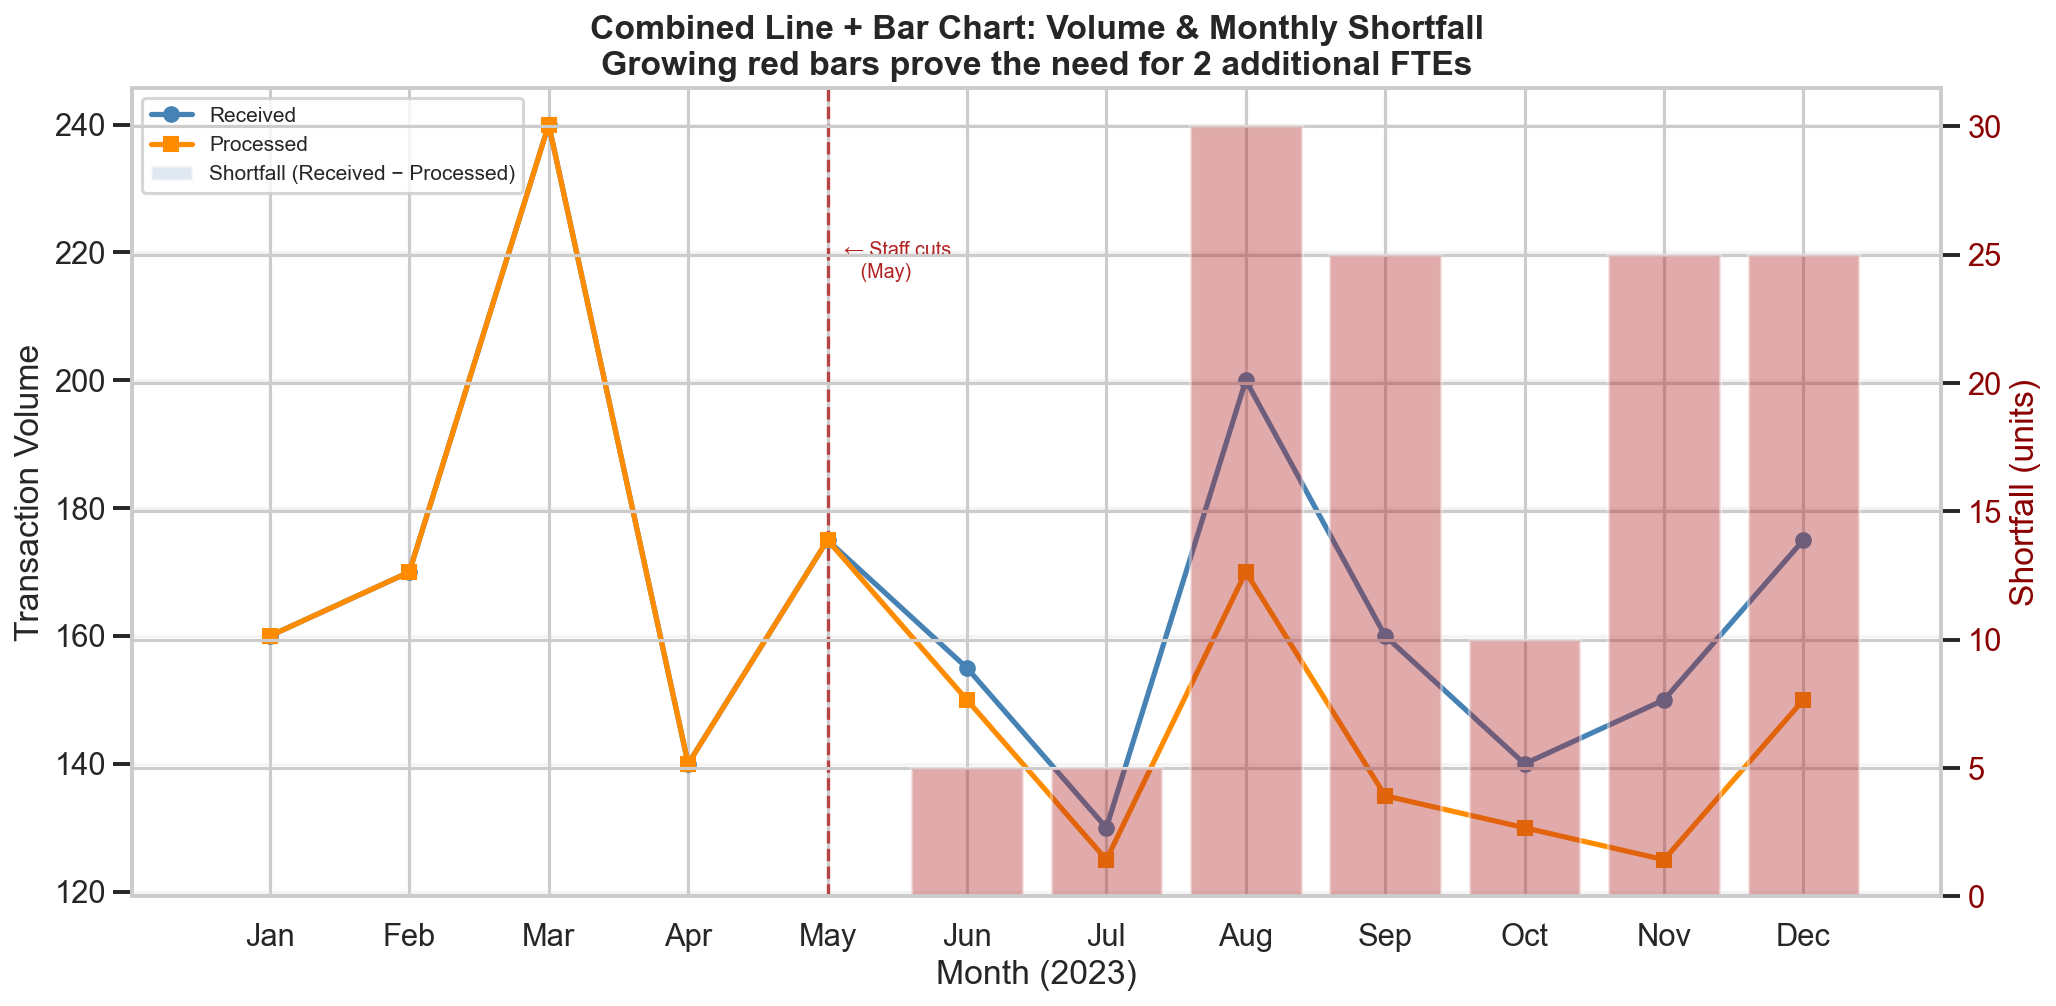 Combined Line + Bar Chart: Volume & Monthly Shortfall
Growing red bars prove the need for 2 additional FTEs
Received
Processed
Shortfall (Received − Processed)
← Staff cuts
(May)
Transaction Volume
240
220
200
180
160
140
120
30
25
20
15
10
5
0
Shortfall (units)
Jan Feb Mar Apr May Jun Jul Aug Sep Oct Nov Dec
Month (2023)